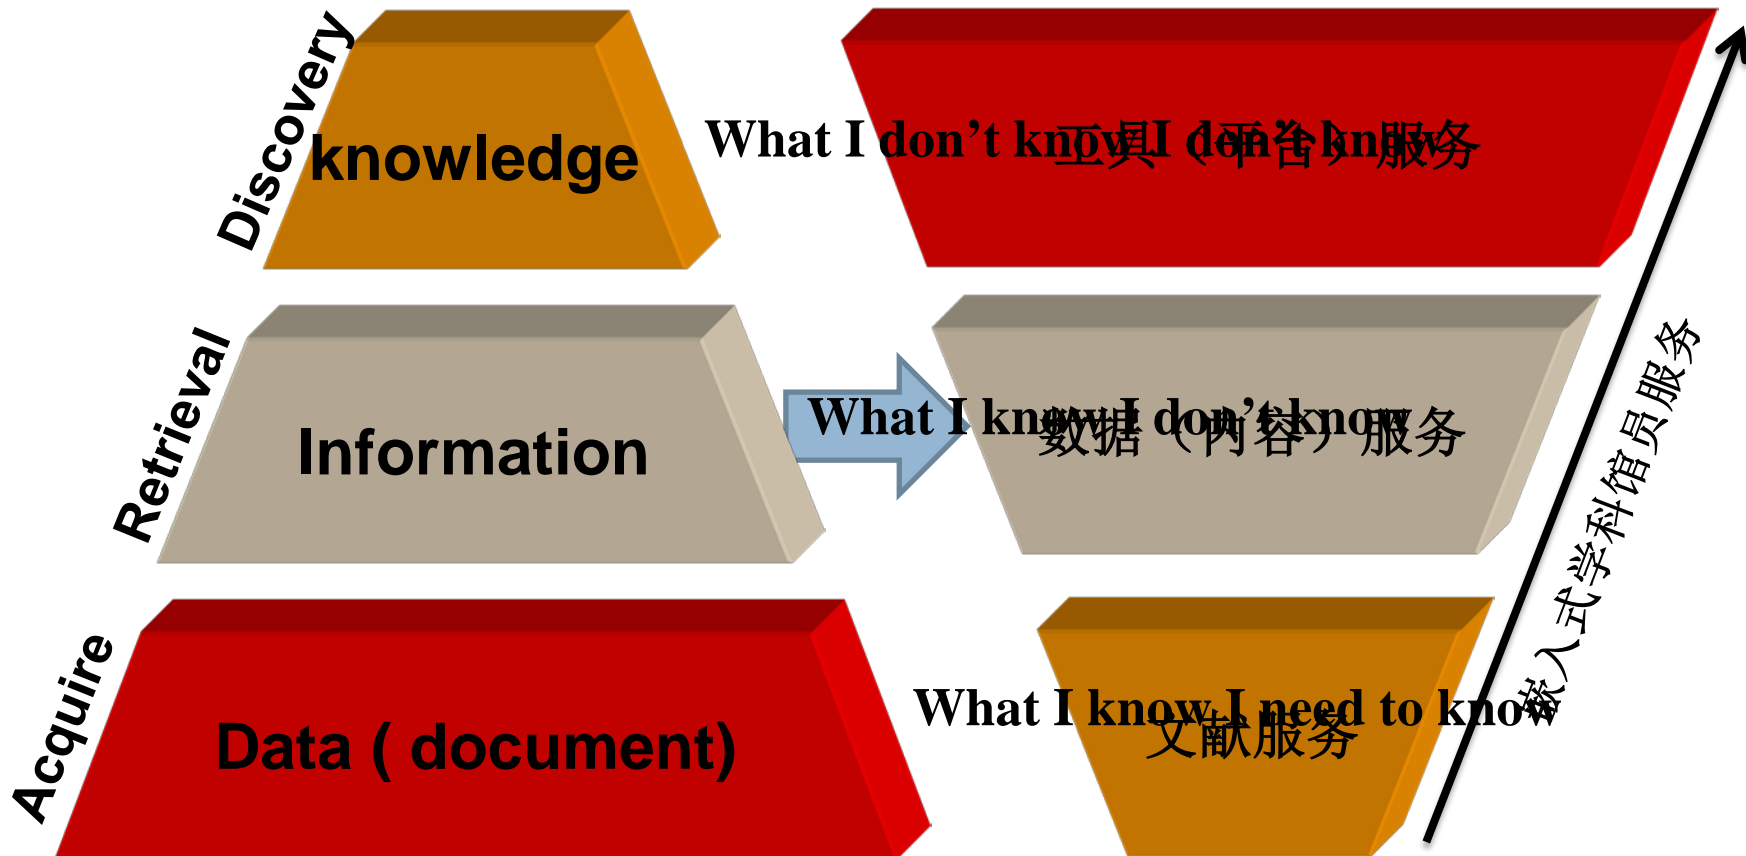 Discovery
knowledge
What I don’t know I don’t know
工具（平台）服务
Retrieval
Information
What I know I don’t know
数据（内容）服务
Acquire
Data ( document)
What I know I need to know
文献服务
嵌入式学科馆员服务